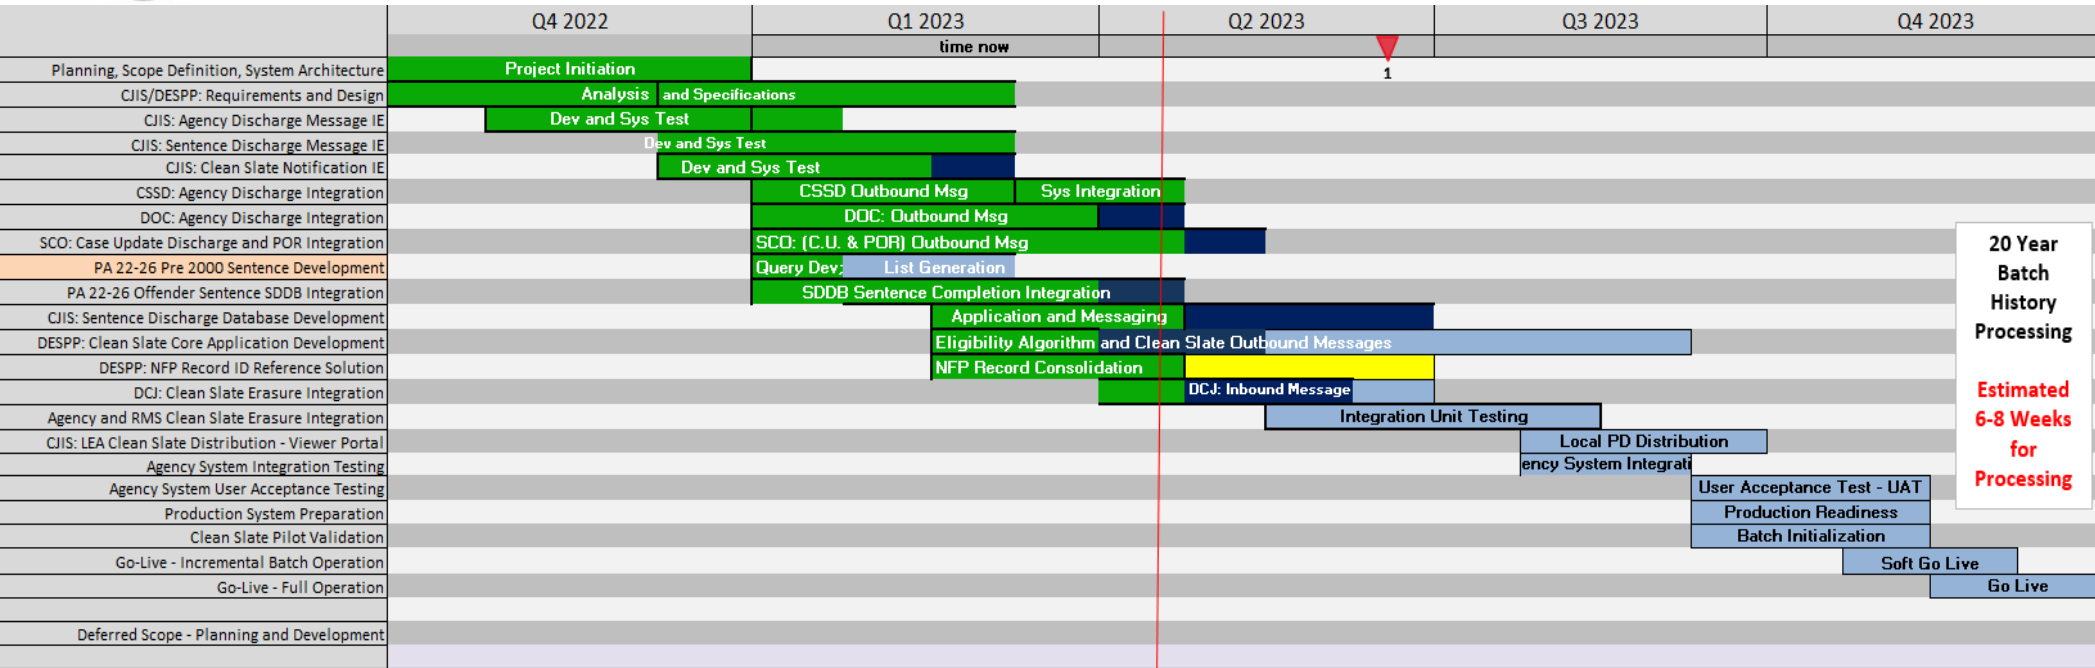 Q4 2022 Q1 2023 Q2 2023 Q3 2023 Q4 2023
time now
1
Planning, Scope Definition, System Architecture Project Initiation
CJIS/DESPP: Requirements and Design Analysis and Specifications
CJIS: Agency Discharge Message IE Dev and Sys Test
CJIS: Sentence Discharge Message IE Dev and Sys Test
CJIS: Clean Slate Notification IE Dev and Sys Test
CSSD: Agency Discharge Integration CSSD Outbound Msg Sys Integration
DOC: Agency Discharge Integration DOC: Outbound Msg
SCO: Case Update Discharge and POR Integration SCO: (C.U. & POR) Outbound Msg
PA 22-26 Pre 2000 Sentence Development Query Dev; List Generation
PA 22-26 Offender Sentence SDDB Integration SDDB Sentence Completion Integration
CJIS: Sentence Discharge Database Development Application and Messaging
DESPP: Clean Slate Core Application Development Eligibility Algorithm and Clean Slate Outbound Messages
DESPP: NFP Record ID Reference Solution NFP Record Consolidation
DCJ: Clean Slate Erasure Integration DCJ: Inbound Message
Agency and RMS Clean Slate Erasure Integration Integration Unit Testing
CJIS: LEA Clean Slate Distribution - Viewer Portal Local PD Distribution
Agency System Integration Testing ency System Integrati
Agency System User Acceptance Testing User Acceptance Test - UAT
Production System Preparation Production Readiness
Clean Slate Pilot Validation Batch Initialization
Go-Live - Incremental Batch Operation Soft Go Live
Go-Live - Full Operation Go Live
Deferred Scope - Planning and Development
20 Year
Batch
History
Processing
Estimated
6-8 Weeks
for
Processing